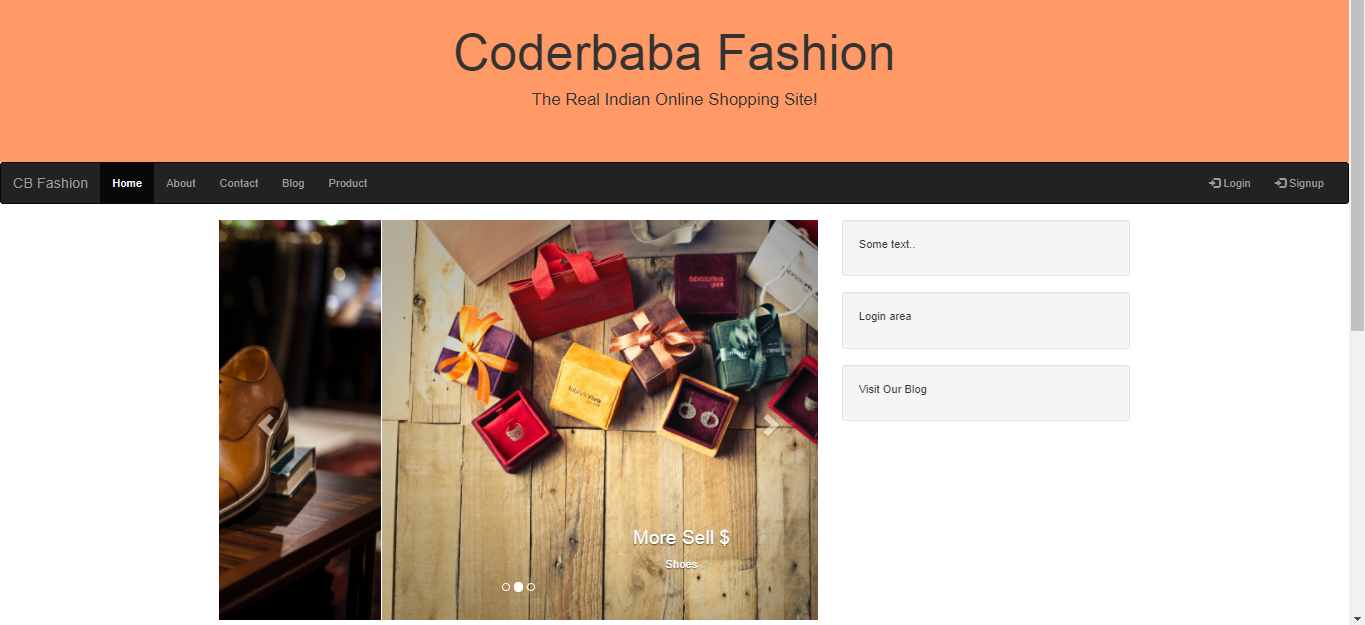 Coderbaba Fashion
The Real Indian Online Shopping Site!
CB Fashion Home About Contact Blog Product Login Signup
Some text..
Login area
Visit Our Blog
More Sell $
Shoes